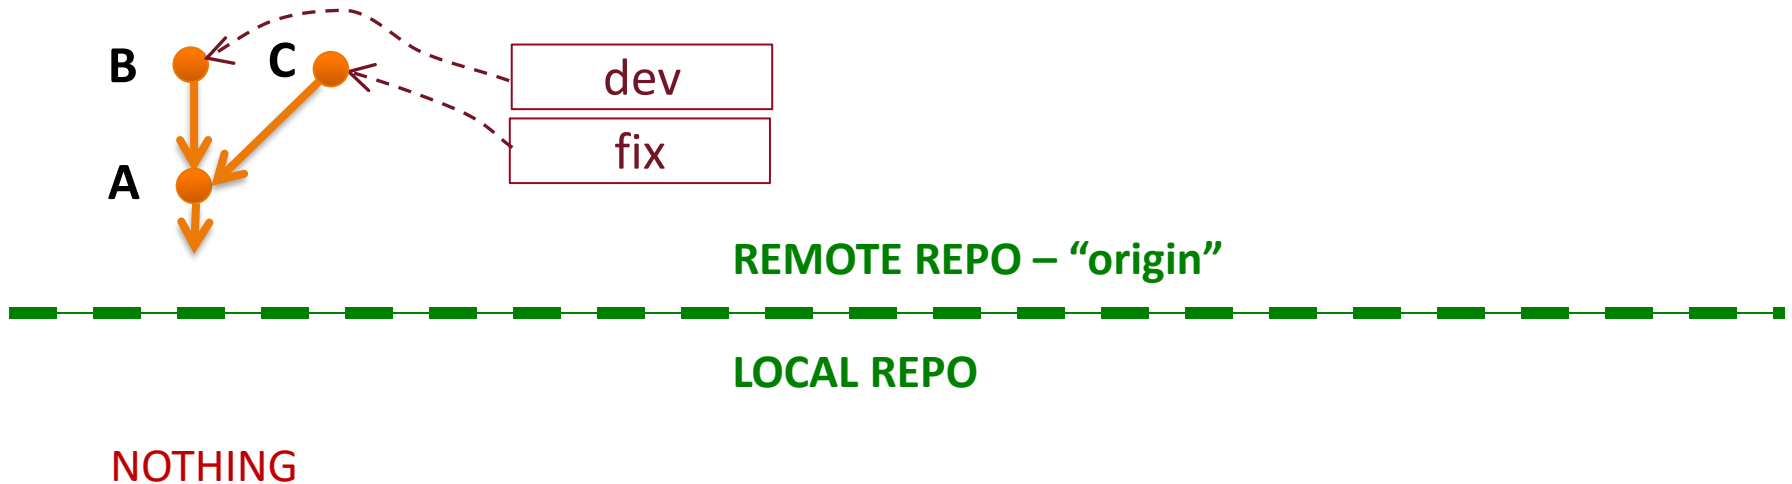 B
C
dev
fix
A
REMOTE REPO – “origin”
LOCAL REPO
NOTHING